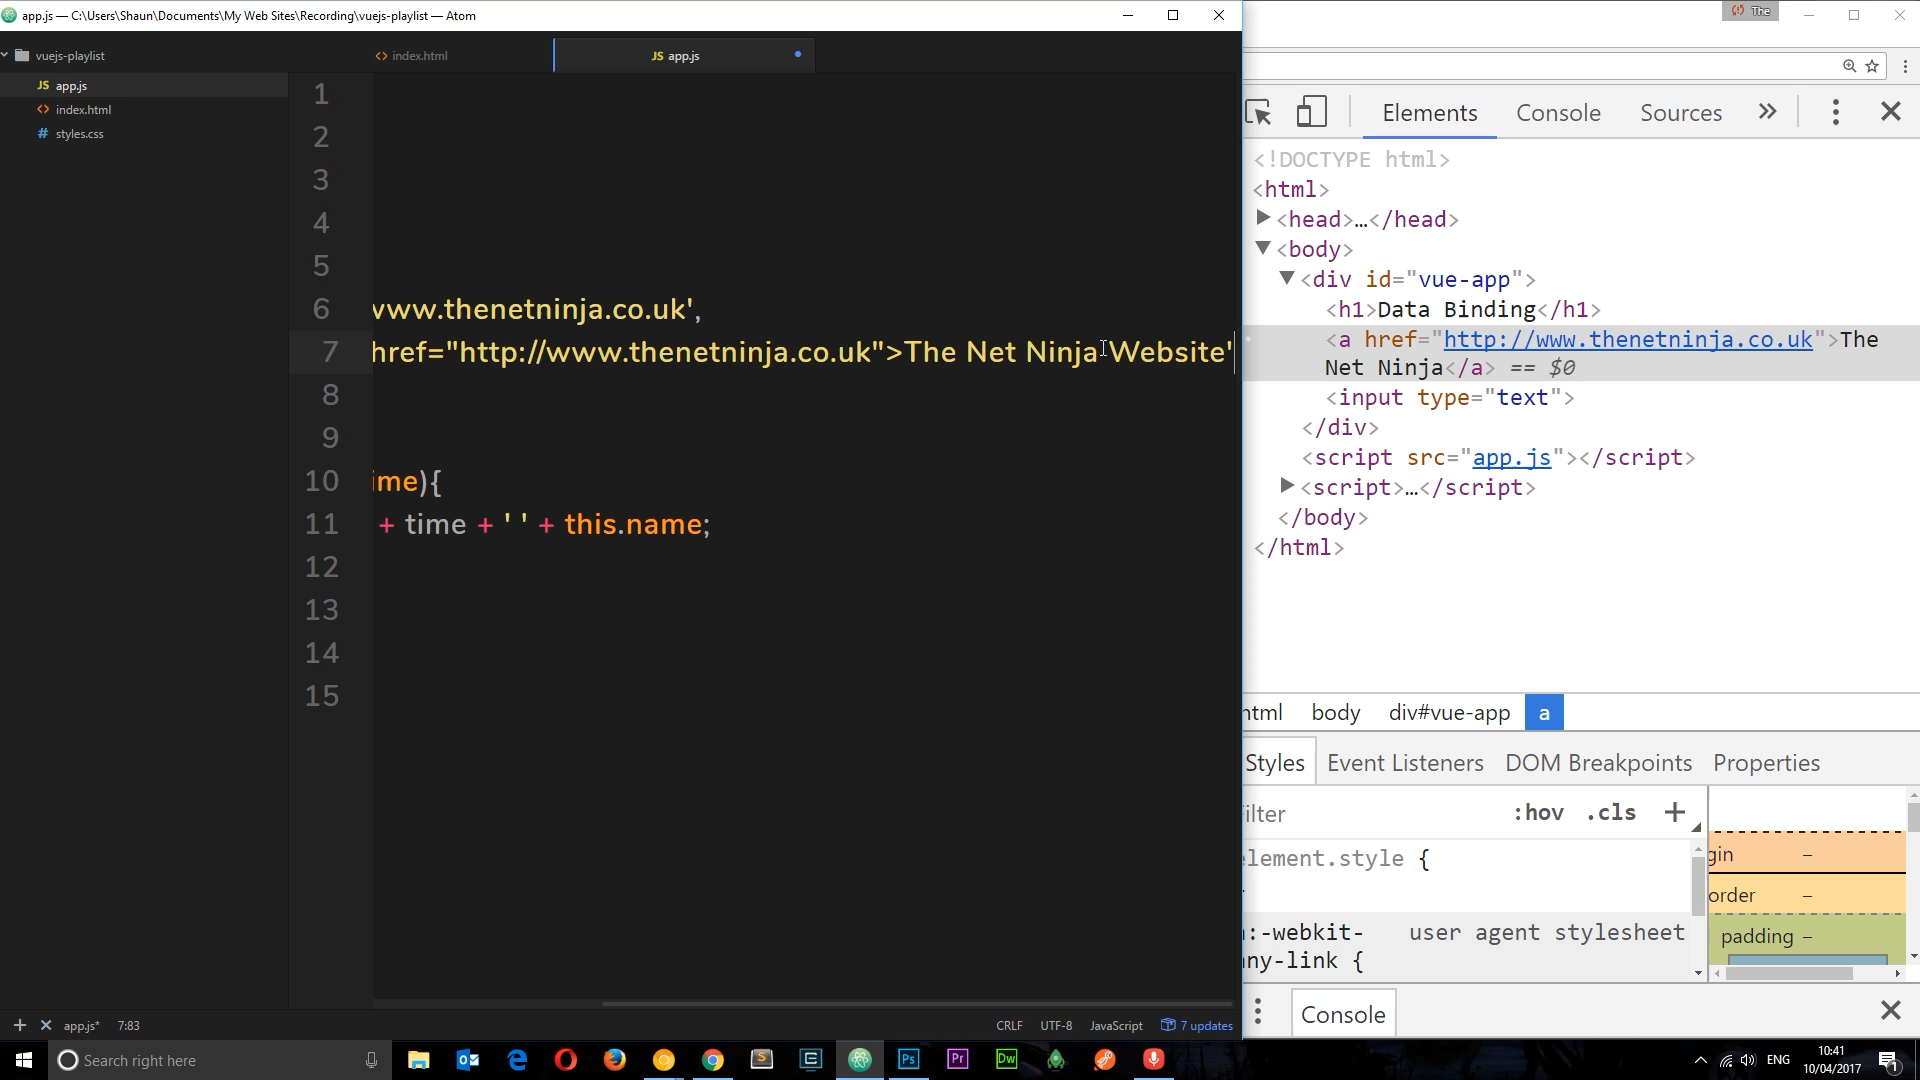 app.js — C:\Users\Shaun\Documents\My Web Sites\Recording\vuejs-playlist — Atom
The
vuejs-playlist
JS app.js
index.html
styles.css
index.html
JS app.js
1
2
3
4
5
6 www.thenetninja.co.uk',
7 href="http://www.thenetninja.co.uk">The Net Ninja Website'
8
9
10 ime){
11 + time + ' ' + this.name;
12
13
14
15
+ × app.js* 7:83
CRLF UTF-8 JavaScript 7 updates
Elements Console Sources »
<!DOCTYPE html>
<html>
<head>…</head>
<body>
<div id="vue-app">
<h1>Data Binding</h1>
<a href="http://www.thenetninja.co.uk">The
Net Ninja</a> == $0
<input type="text">
</div>
<script src="app.js"></script>
<script>…</script>
</body>
</html>
html body div#vue-app a
Styles Event Listeners DOM Breakpoints Properties
ilter :hov .cls +
element.style {
a:-webkit- user agent stylesheet
any-link {
gin –
order –
padding –
Console
Search right here
ENG
10:41
10/04/2017
1